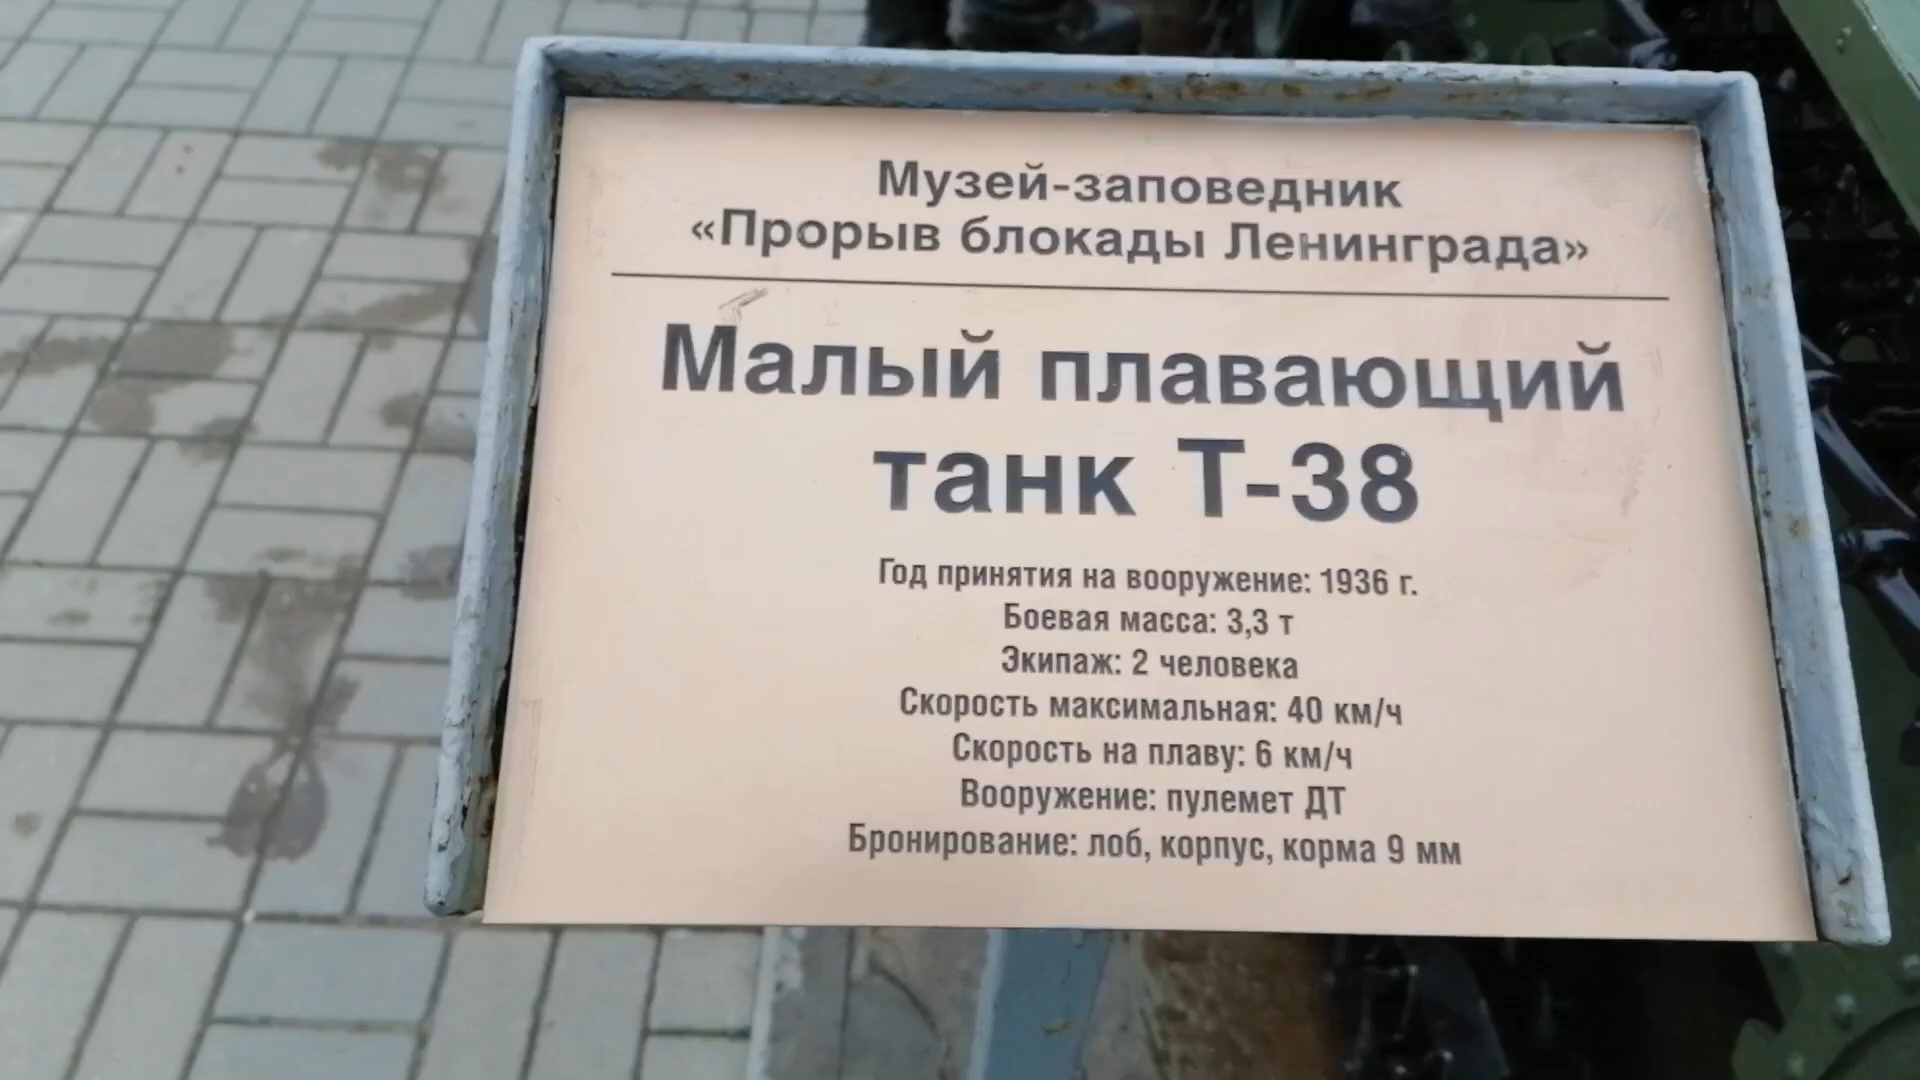 Музей-заповедник
«Прорыв блокады Ленинграда»
Малый плавающий
танк Т-38
Год принятия на вооружение: 1936 г.
Боевая масса: 3,3 т
Экипаж: 2 человека
Скорость максимальная: 40 км/ч
Скорость на плаву: 6 км/ч
Вооружение: пулемет ДТ
Бронирование: лоб, корпус, корма 9 мм